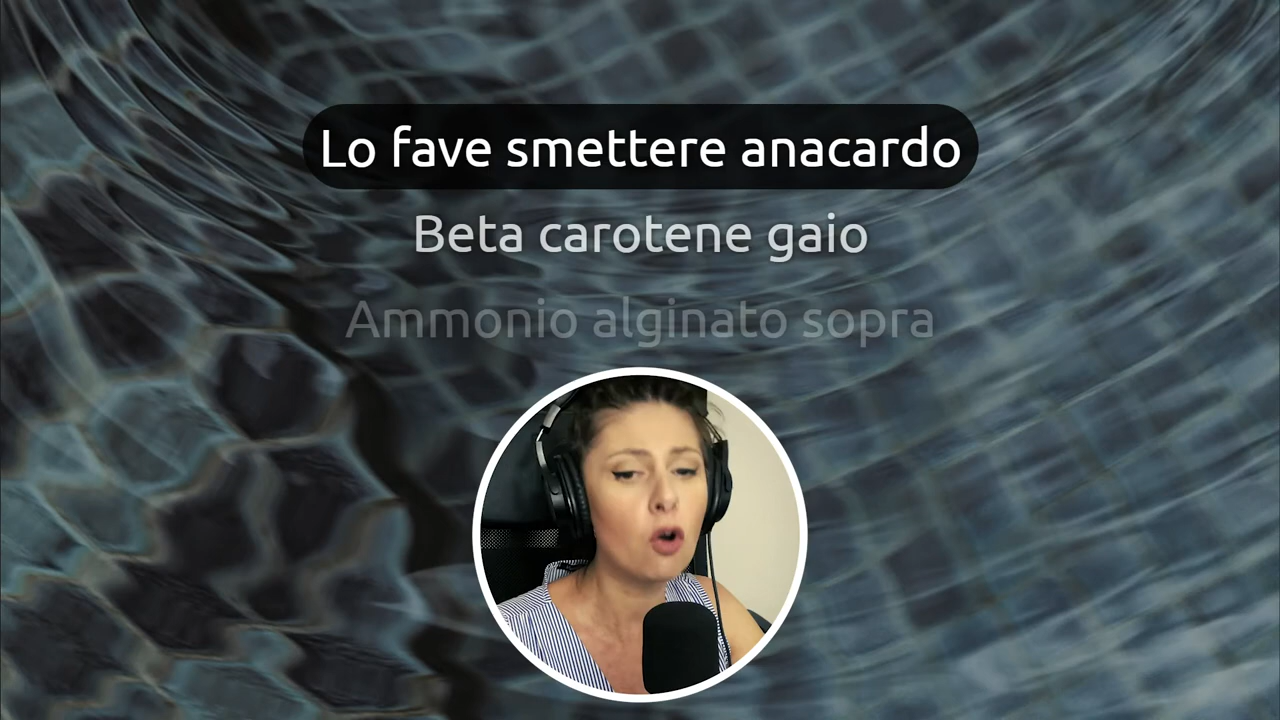 Lo fave smettere anacardo
Beta carotene gaio
Ammonio alginato sopra